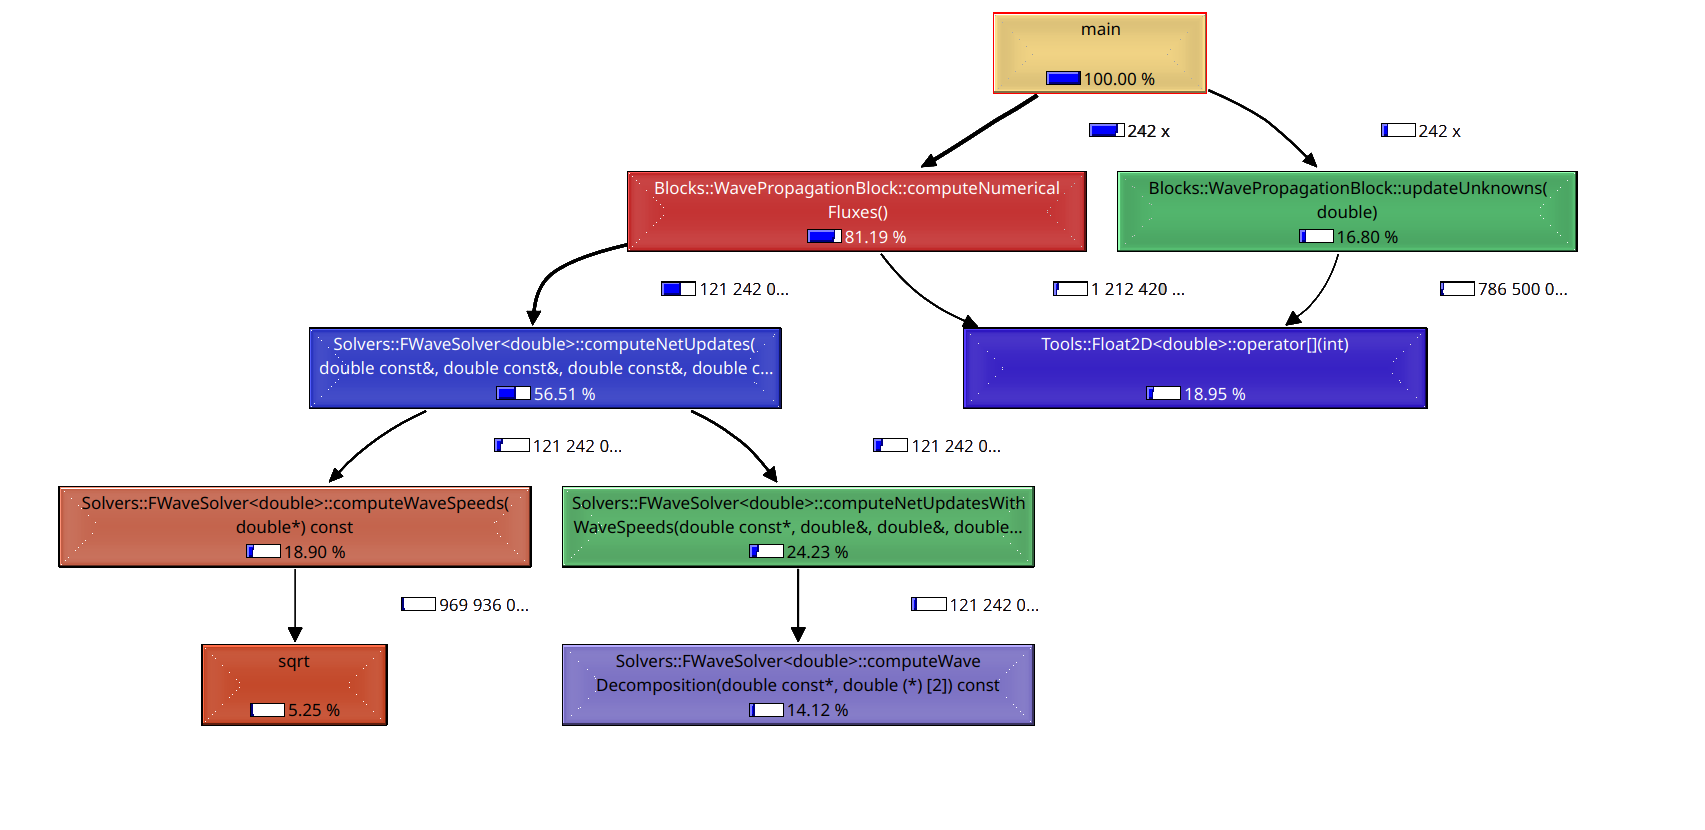 main
100.00 %
242 x
242 x
Blocks::WavePropagationBlock::computeNumerical
Fluxes()
81.19 %
Blocks::WavePropagationBlock::updateUnknowns(
double)
16.80 %
121 242 0...
1 212 420 ...
786 500 0...
Solvers::FWaveSolver<double>::computeNetUpdates(
double const&, double const&, double const&, double c...
56.51 %
Tools::Float2D<double>::operator[](int)
18.95 %
121 242 0...
121 242 0...
Solvers::FWaveSolver<double>::computeWaveSpeeds(
double*) const
18.90 %
Solvers::FWaveSolver<double>::computeNetUpdatesWith
WaveSpeeds(double const*, double&, double&, double...
24.23 %
969 936 0...
121 242 0...
sqrt
5.25 %
Solvers::FWaveSolver<double>::computeWave
Decomposition(double const*, double (*) [2]) const
14.12 %